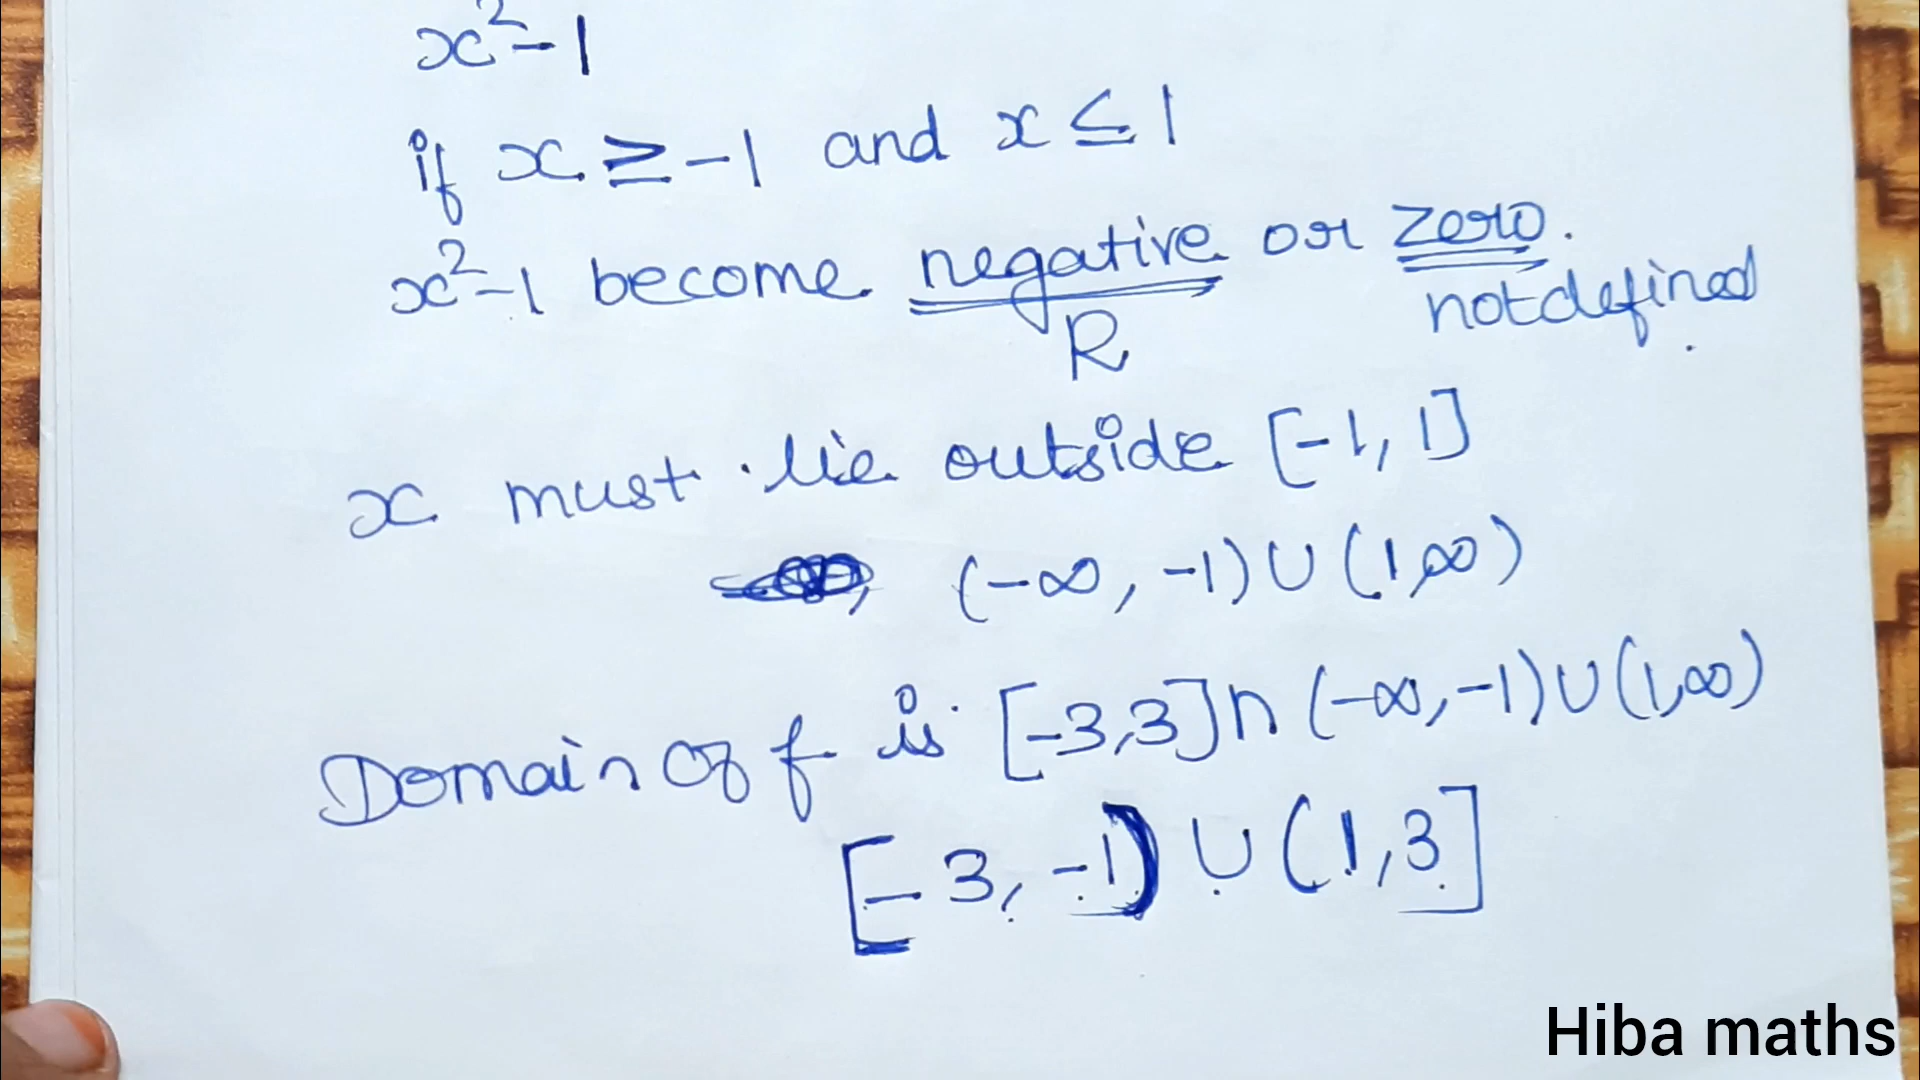 x²-1
if x ≥ -1 and x ≤ 1
x²-1 become negative or zero.
R notdefined
x must lie outside [-1, 1]
(-∞, -1) ∪ (1, ∞)
Domain of f is [-3,3] ∩ (-∞, -1) ∪ (1, ∞)
[-3, -1) ∪ (1, 3]
Hiba maths